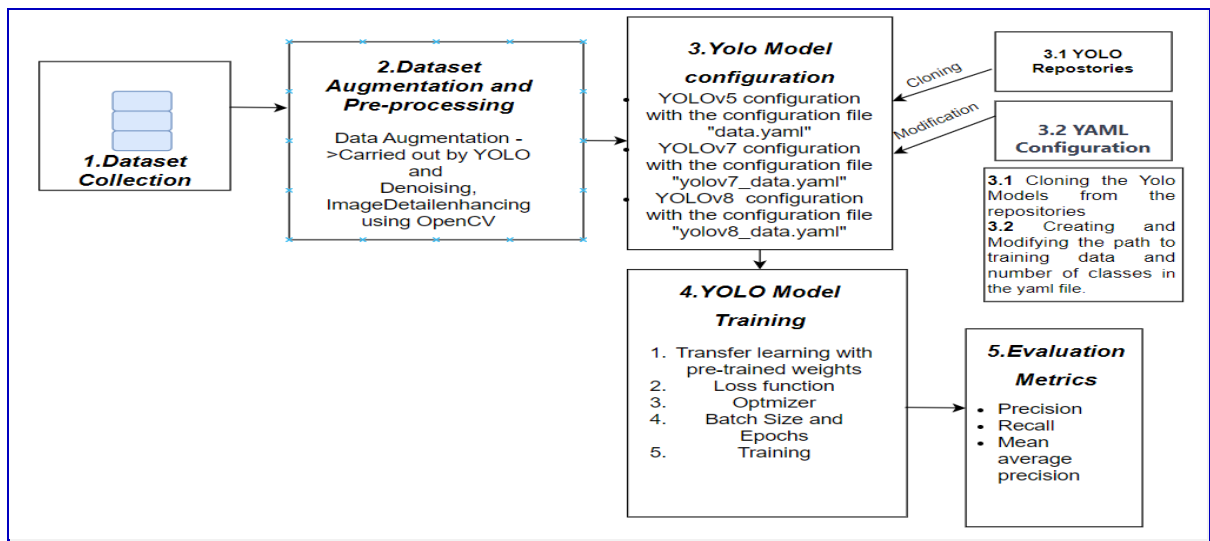 1.Dataset
Collection
2.Dataset
Augmentation and
Pre-processing
Data Augmentation -
>Carried out by YOLO
and
Denoising,
ImageDetailenhancing
using OpenCV
3.Yolo Model
configuration
• YOLOv5 configuration
with the configuration file
"data.yaml"
• YOLOv7 configuration
with the configuration file
"yolov7_data.yaml"
• YOLOv8 configuration
with the configuration file
"yolov8_data.yaml"
Cloning
Modification
3.1 YOLO
Repostories
3.2 YAML
Configuration
3.1 Cloning the Yolo
Models from the
repositories
3.2 Creating and
Modifying the path to
training data and
number of classes in
the yaml file.
4.YOLO Model
Training
1. Transfer learning with
pre-trained weights
2. Loss function
3. Optmizer
4. Batch Size and
Epochs
5. Training
5.Evaluation
Metrics
• Precision
• Recall
• Mean
average
precision